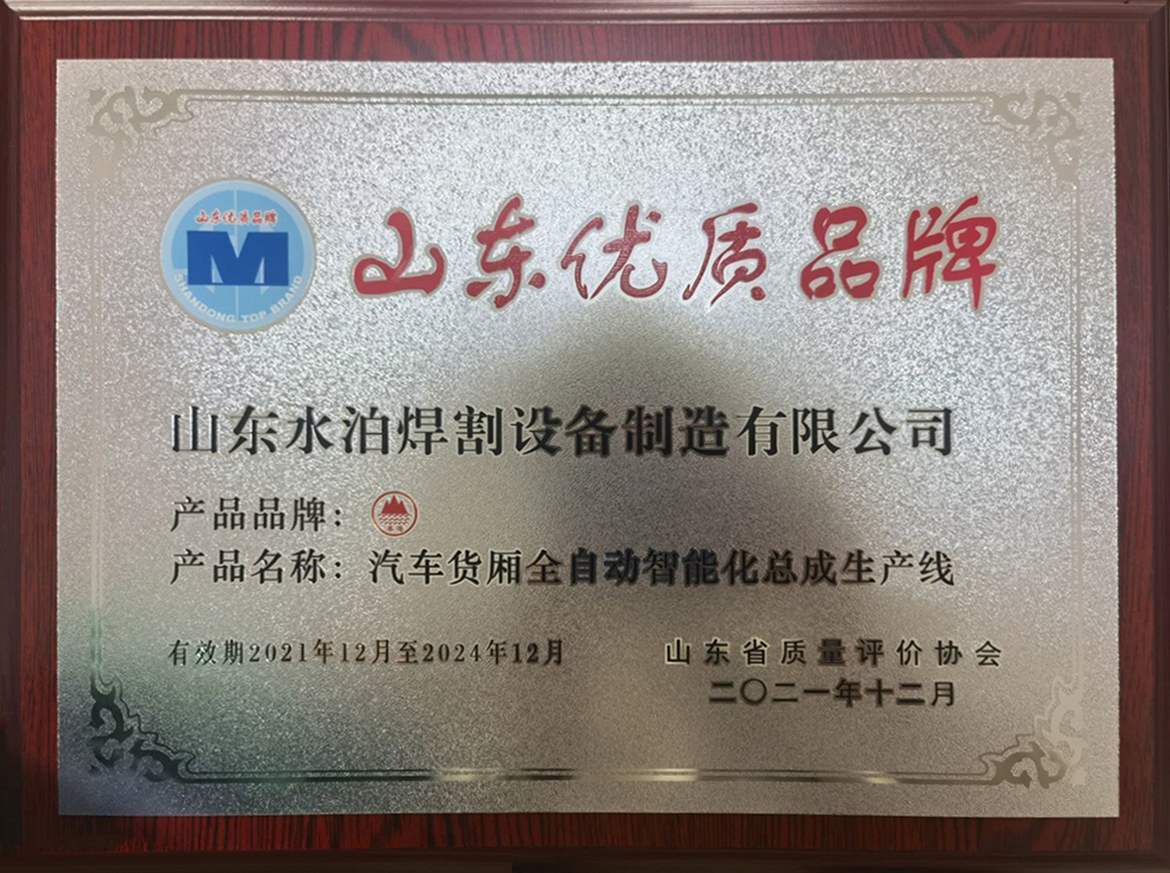 山东优质品牌
SHANDONG TOP BRAND
M
山东优质品牌
山东水泊焊割设备制造有限公司
产品品牌：
产品名称：汽车货厢全自动智能化总成生产线
有效期2021年12月至2024年12月
山东省质量评价协会
二〇二一年十二月